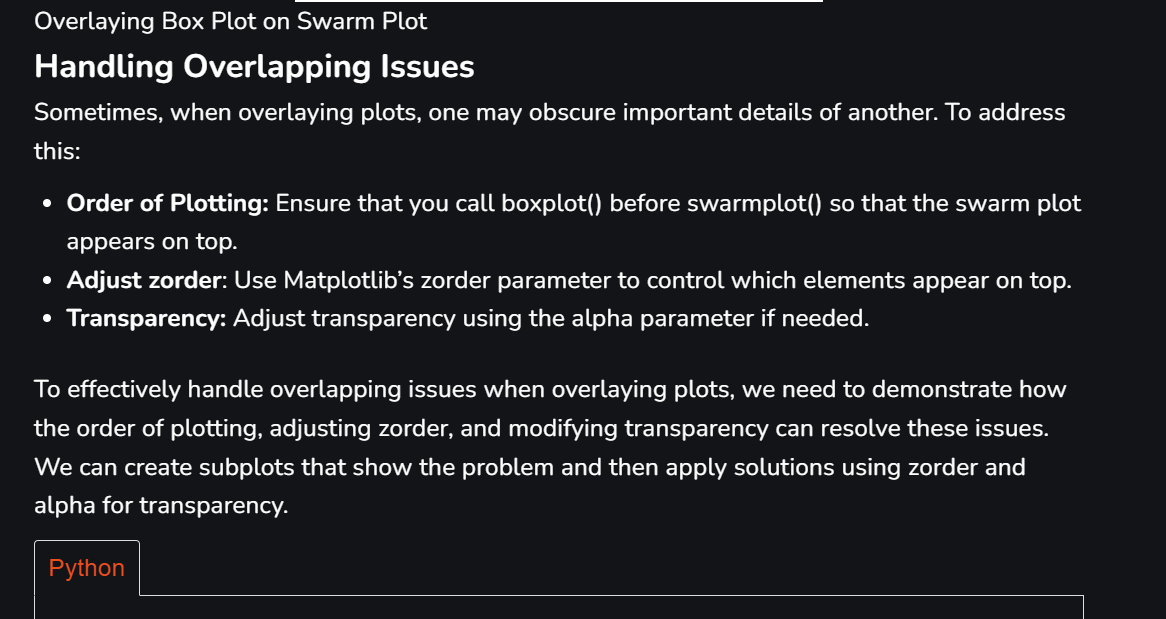 Overlaying Box Plot on Swarm Plot
Handling Overlapping Issues
Sometimes, when overlaying plots, one may obscure important details of another. To address
this:
• Order of Plotting: Ensure that you call boxplot() before swarmplot() so that the swarm plot
appears on top.
• Adjust zorder: Use Matplotlib’s zorder parameter to control which elements appear on top.
• Transparency: Adjust transparency using the alpha parameter if needed.
To effectively handle overlapping issues when overlaying plots, we need to demonstrate how
the order of plotting, adjusting zorder, and modifying transparency can resolve these issues.
We can create subplots that show the problem and then apply solutions using zorder and
alpha for transparency.
Python